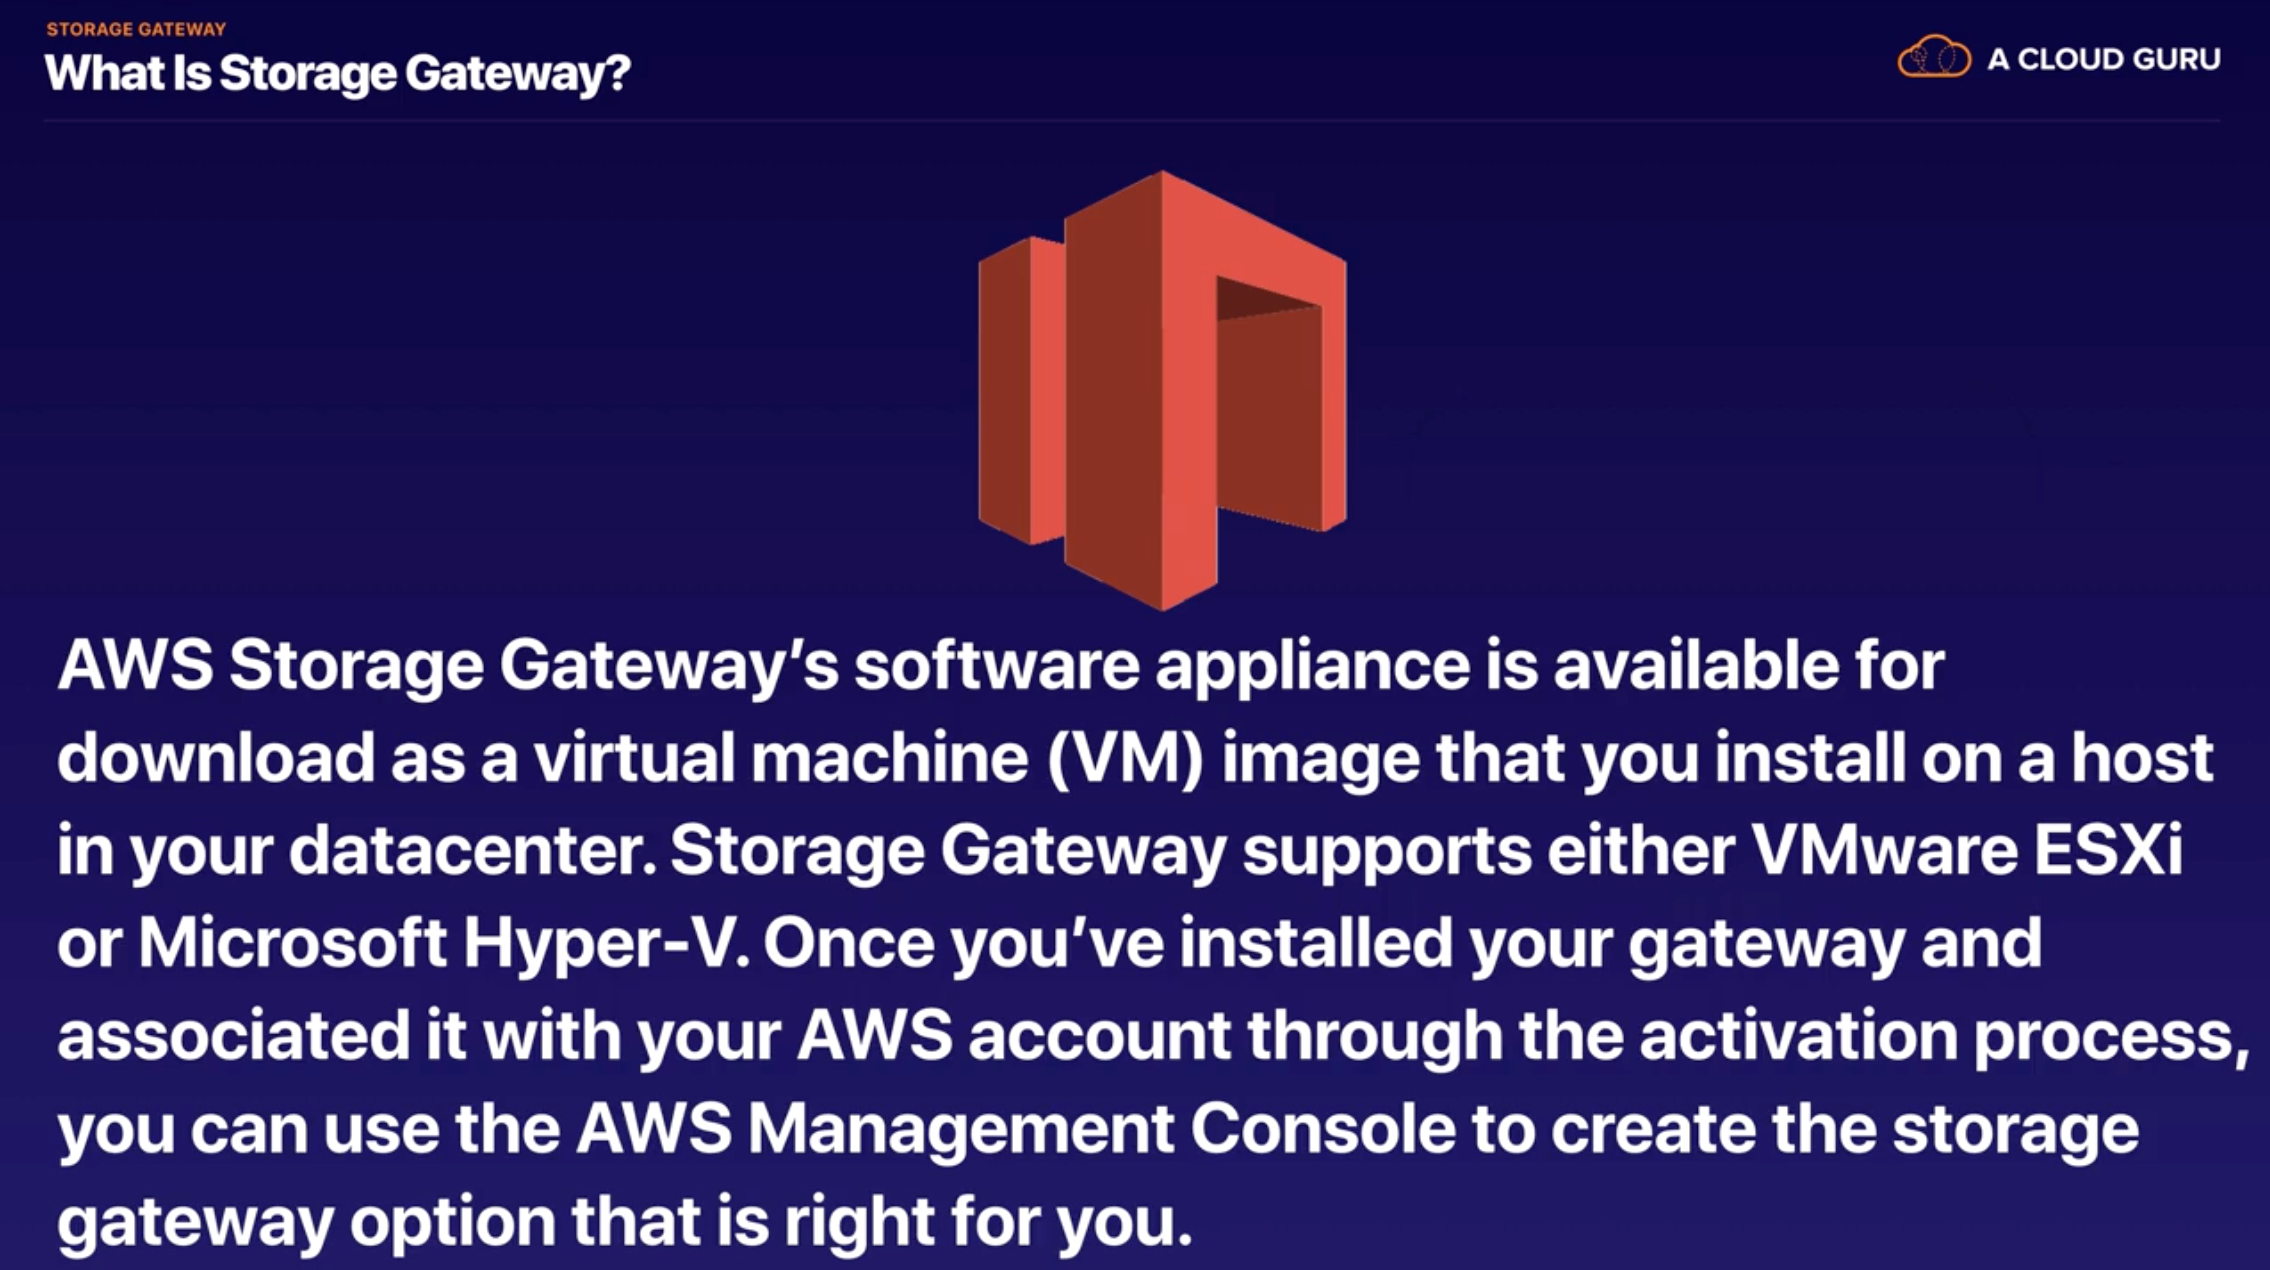 STORAGE GATEWAY
What Is Storage Gateway?
A CLOUD GURU
AWS Storage Gateway’s software appliance is available for
download as a virtual machine (VM) image that you install on a host
in your datacenter. Storage Gateway supports either VMware ESXi
or Microsoft Hyper-V. Once you’ve installed your gateway and
associated it with your AWS account through the activation process,
you can use the AWS Management Console to create the storage
gateway option that is right for you.